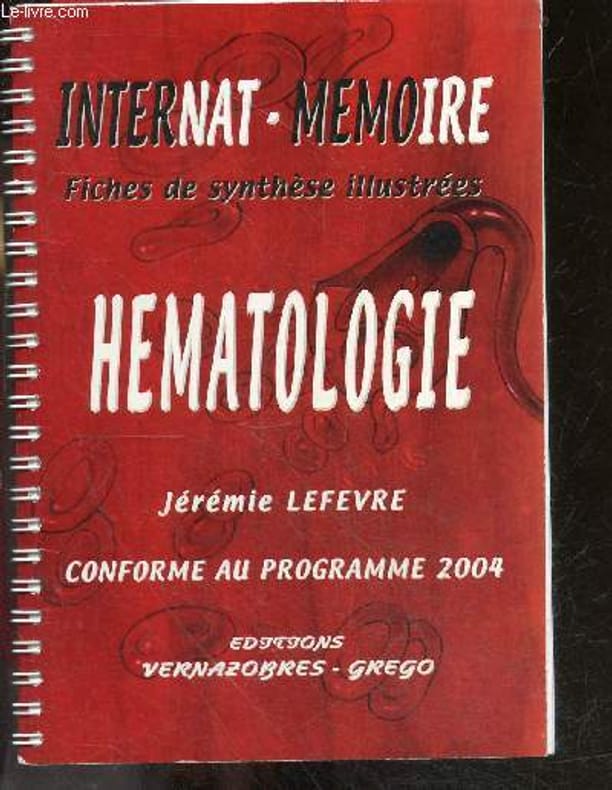 Le-livre.com
INTERNAT - MEMOIRE
Fiches de synthèse illustrées
HEMATOLOGIE
Jérémie LEFEVRE
CONFORME AU PROGRAMME 2004
EDITIONS
VERNAZOBRES - GREGO